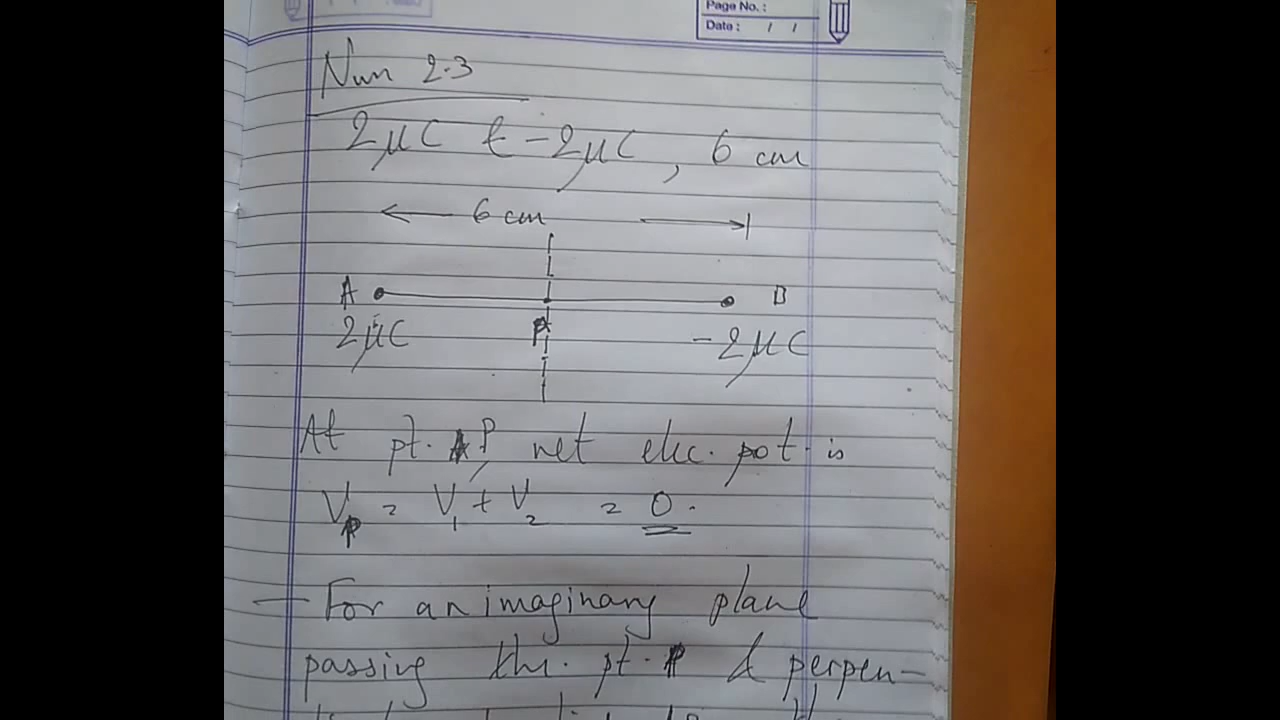 Page No. :
Date : / /
Num 2.3
2μC & -2μC, 6 cm
6 cm
A B
2μC P -2μC
At pt. P, net elec. pot. is
Vp = V1 + V2 = 0.
— For an imaginary plane
passing thr. pt. P & perpen-